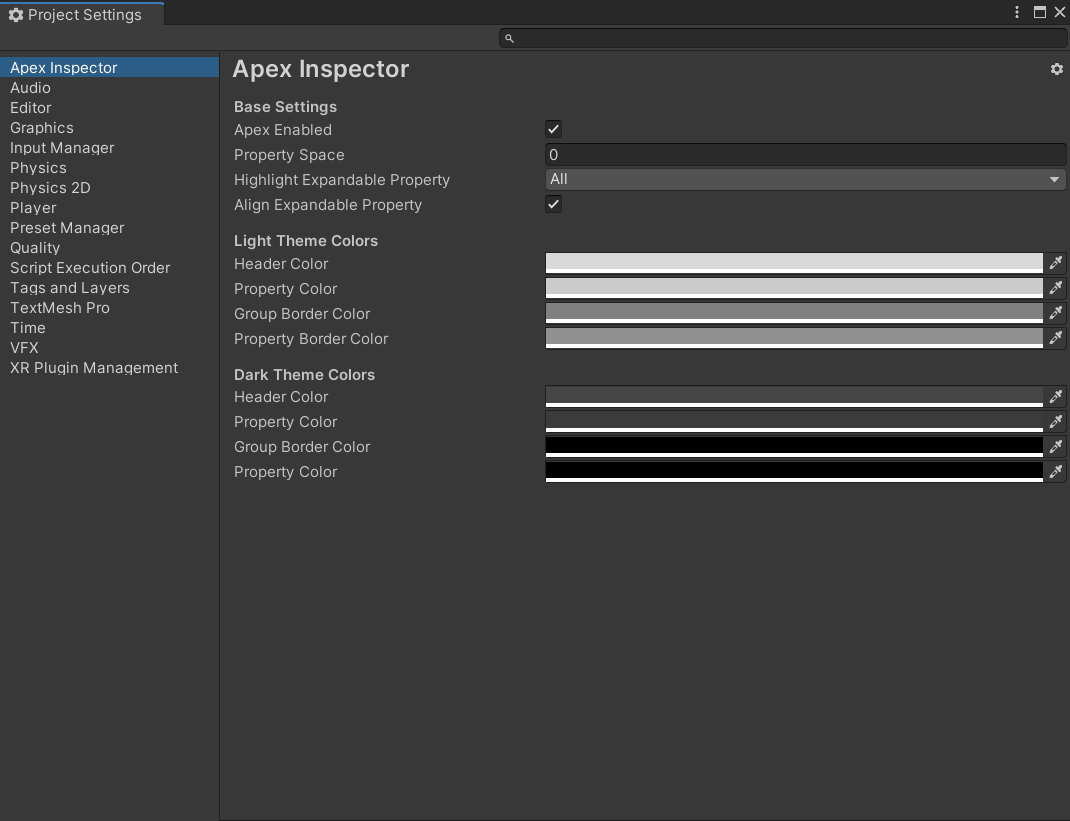 Project Settings
Apex Inspector
Audio
Editor
Graphics
Input Manager
Physics
Physics 2D
Player
Preset Manager
Quality
Script Execution Order
Tags and Layers
TextMesh Pro
Time
VFX
XR Plugin Management
Apex Inspector
Base Settings
Apex Enabled
Property Space 0
Highlight Expandable Property All
Align Expandable Property
Light Theme Colors
Header Color
Property Color
Group Border Color
Property Border Color
Dark Theme Colors
Header Color
Property Color
Group Border Color
Property Color